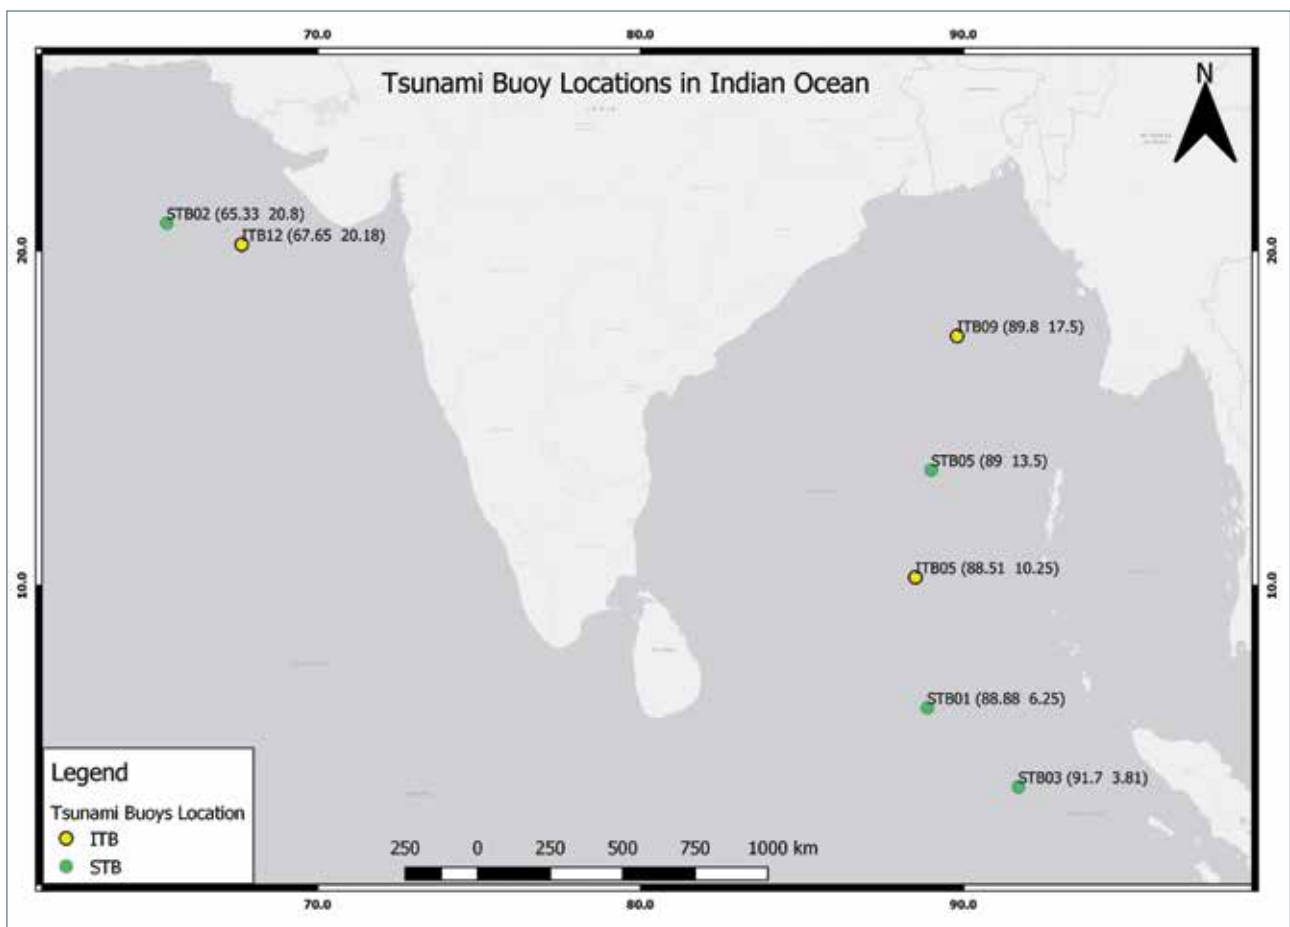 70.0 80.0 90.0
Tsunami Buoy Locations in Indian Ocean
N
INDIA
STB02 (65.33 20.8)
ITB12 (67.65 20.18)
20.0 20.0
ITB09 (89.8 17.5)
STB05 (89 13.5)
ITB05 (88.51 10.25)
10.0 10.0
STB01 (88.88 6.25)
STB03 (91.7 3.81)
Legend
Tsunami Buoys Location
ITB
STB
250 0 250 500 750 1000 km
70.0 80.0 90.0